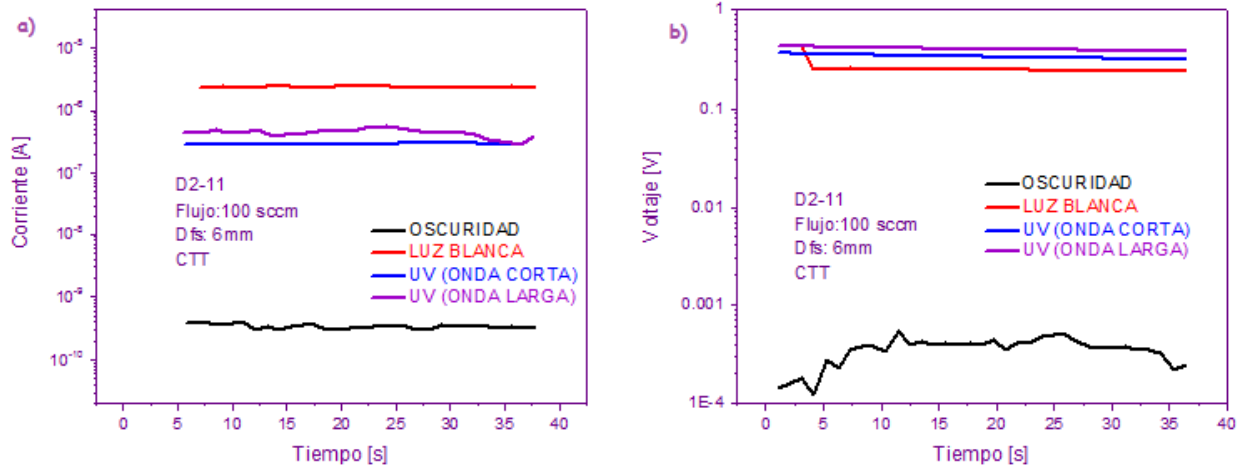 a)
Corriente [A]
10⁻⁵
10⁻⁶
10⁻⁷
10⁻⁸
10⁻⁹
10⁻¹⁰
D2-11
Flujo:100 sccm
Dfs: 6mm
CTT
OSCURIDAD
LUZ BLANCA
UV (ONDA CORTA)
UV (ONDA LARGA)
0 5 10 15 20 25 30 35 40
Tiempo [s]
b)
Voltaje [V]
1
0.1
0.01
0.001
1E-4
OSCURIDAD
LUZ BLANCA
UV (ONDA CORTA)
UV (ONDA LARGA)
D2-11
Flujo:100 sccm
Dfs: 6mm
CTT
0 5 10 15 20 25 30 35 40
Tiempo [s]